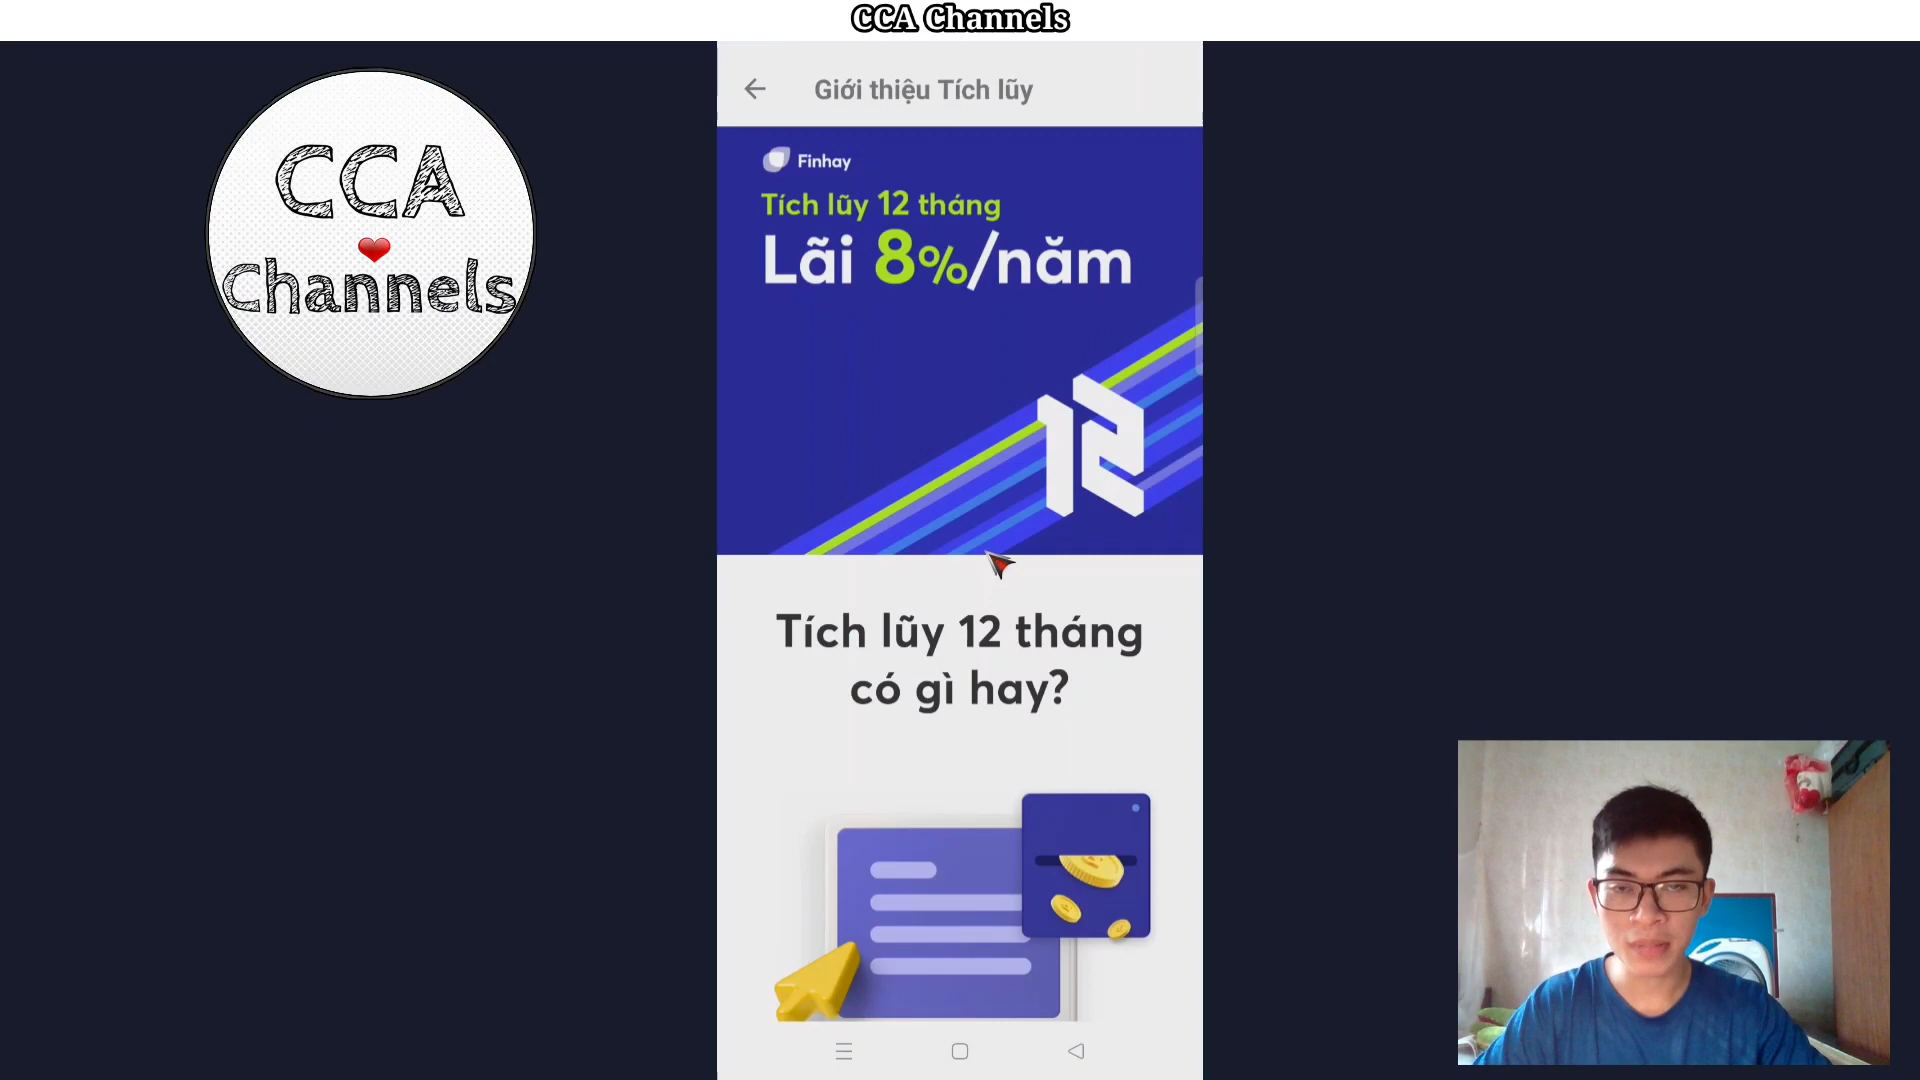 CCA Channels
CCA
Channels
Giới thiệu Tích lũy
Finhay
Tích lũy 12 tháng
Lãi 8%/năm
12
Tích lũy 12 tháng
có gì hay?